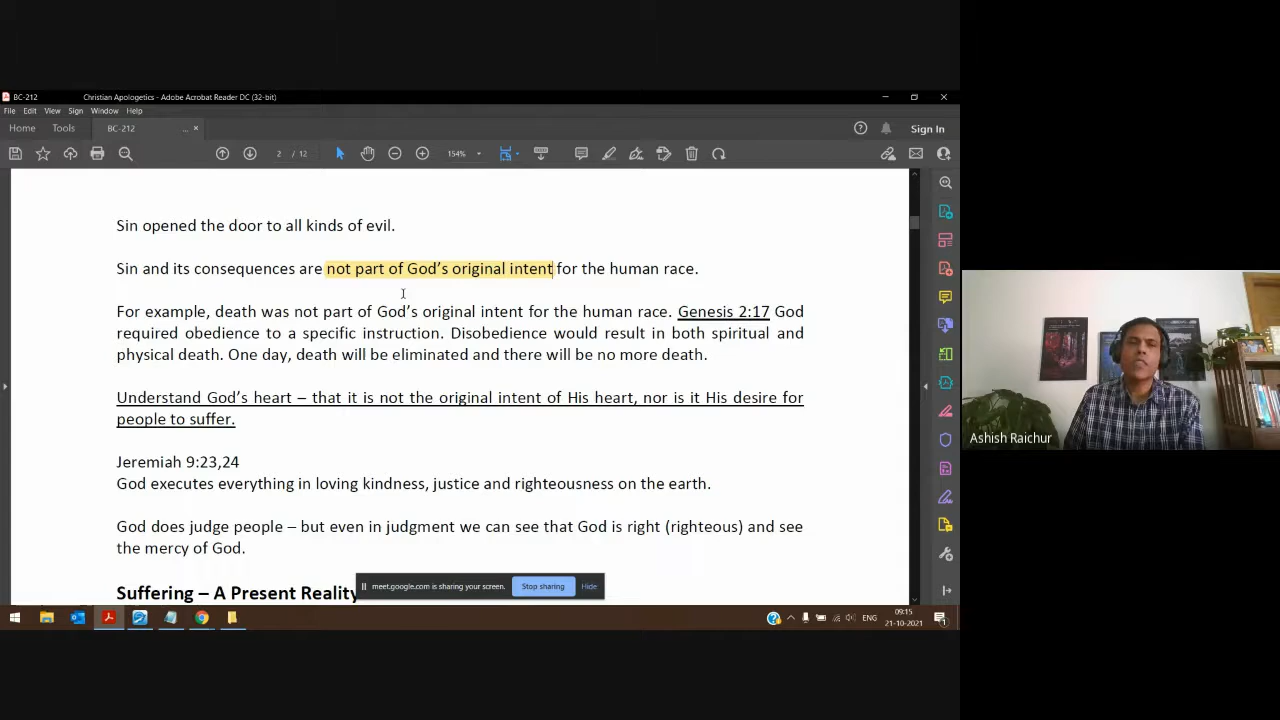 BC-212 Christian Apologetics - Adobe Acrobat Reader DC (32-bit)
File Edit View Sign Window Help
Home Tools BC-212 ... × Sign In
2 / 12 154%
Sin opened the door to all kinds of evil.
Sin and its consequences are not part of God's original intent for the human race.
For example, death was not part of God's original intent for the human race. Genesis 2:17 God
required obedience to a specific instruction. Disobedience would result in both spiritual and
physical death. One day, death will be eliminated and there will be no more death.
Understand God's heart – that it is not the original intent of His heart, nor is it His desire for
people to suffer.
Jeremiah 9:23,24
God executes everything in loving kindness, justice and righteousness on the earth.
God does judge people – but even in judgment we can see that God is right (righteous) and see
the mercy of God.
Suffering – A Present Reality
meet.google.com is sharing your screen. Stop sharing Hide
Ashish Raichur
ENG 09:15
21-10-2021